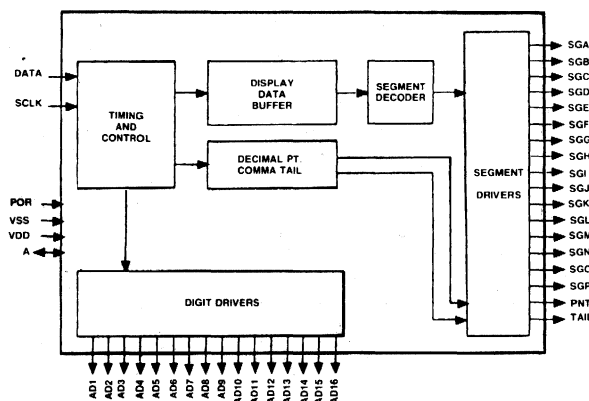 DATA
SCLK
POR
VSS
VDD
A
TIMING
AND
CONTROL
DISPLAY
DATA
BUFFER
SEGMENT
DECODER
DECIMAL PT.
COMMA TAIL
SEGMENT
DRIVERS
DIGIT DRIVERS
SGA
SGB
SGC
SGD
SGE
SGF
SGG
SGH
SGI
SGJ
SGK
SGL
SGM
SGN
SGO
SGP
PNT
TAIL
AD1
AD2
AD3
AD4
AD5
AD6
AD7
AD8
AD9
AD10
AD11
AD12
AD13
AD14
AD15
AD16